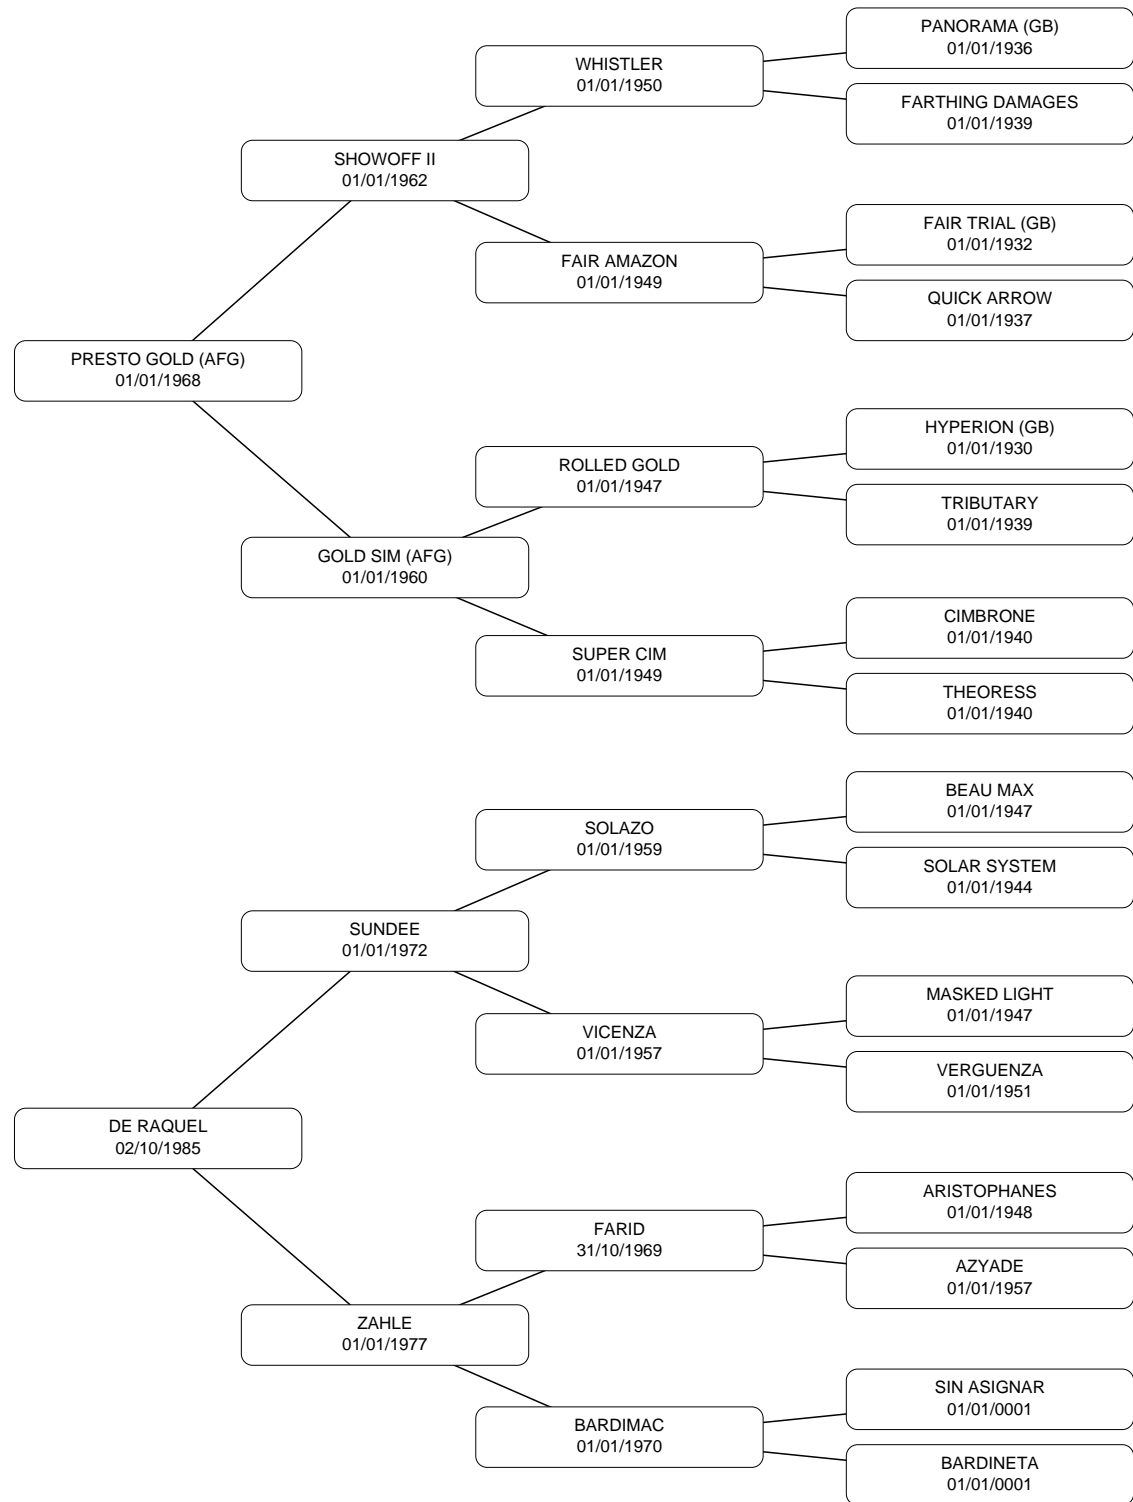 PANORAMA (GB)
01/01/1936
WHISTLER
01/01/1950
FARTHING DAMAGES
01/01/1939
SHOWOFF II
01/01/1962
FAIR TRIAL (GB)
01/01/1932
FAIR AMAZON
01/01/1949
QUICK ARROW
01/01/1937
PRESTO GOLD (AFG)
01/01/1968
HYPERION (GB)
01/01/1930
ROLLED GOLD
01/01/1947
TRIBUTARY
01/01/1939
GOLD SIM (AFG)
01/01/1960
CIMBRONE
01/01/1940
SUPER CIM
01/01/1949
THEORESS
01/01/1940
BEAU MAX
01/01/1947
SOLAZO
01/01/1959
SOLAR SYSTEM
01/01/1944
SUNDEE
01/01/1972
MASKED LIGHT
01/01/1947
VICENZA
01/01/1957
VERGUENZA
01/01/1951
DE RAQUEL
02/10/1985
ARISTOPHANES
01/01/1948
FARID
31/10/1969
AZYADE
01/01/1957
ZAHLE
01/01/1977
SIN ASIGNAR
01/01/0001
BARDIMAC
01/01/1970
BARDINETA
01/01/0001